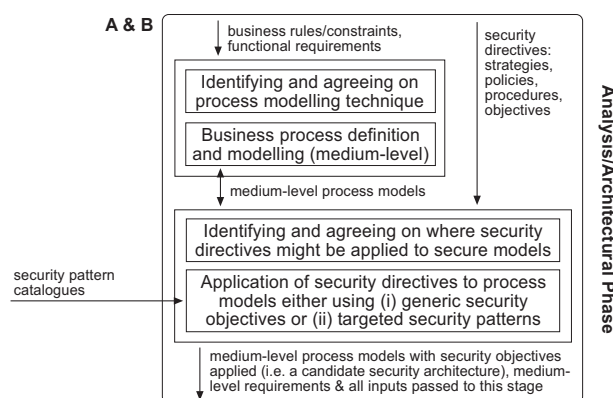 A & B
business rules/constraints,
functional requirements
security
directives:
strategies,
policies,
procedures,
objectives
Identifying and agreeing on
process modelling technique
Business process definition
and modelling (medium-level)
medium-level process models
Identifying and agreeing on where security
directives might be applied to secure models
security pattern
catalogues
Application of security directives to process
models either using (i) generic security
objectives or (ii) targeted security patterns
medium-level process models with security objectives
applied (i.e. a candidate security architecture), medium-
level requirements & all inputs passed to this stage
Analysis/Architectural Phase